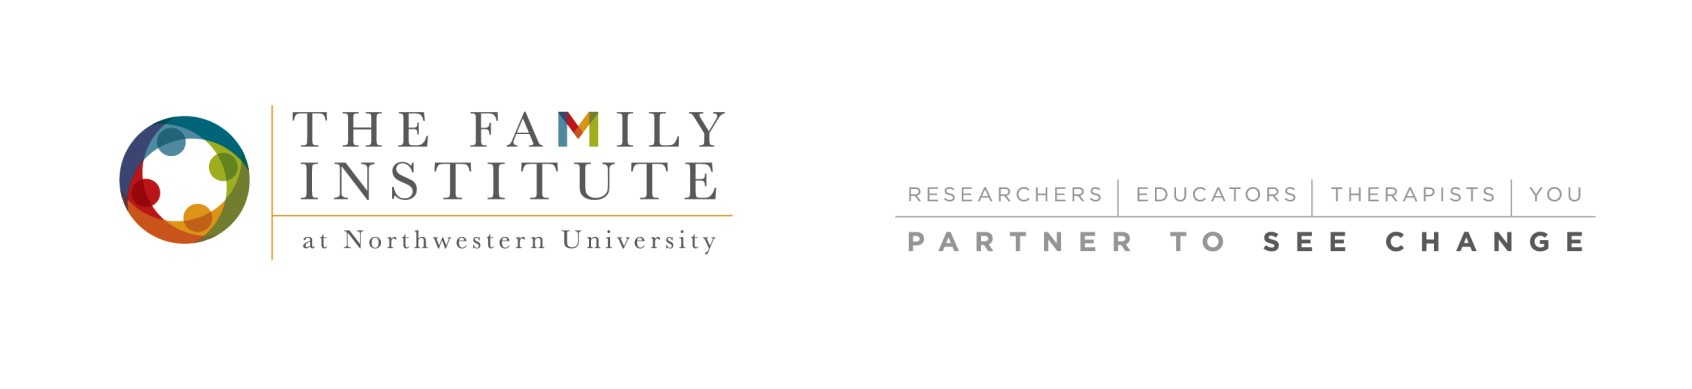 THE FAMILY
INSTITUTE
at Northwestern University
RESEARCHERS | EDUCATORS | THERAPISTS | YOU
PARTNER TO SEE CHANGE